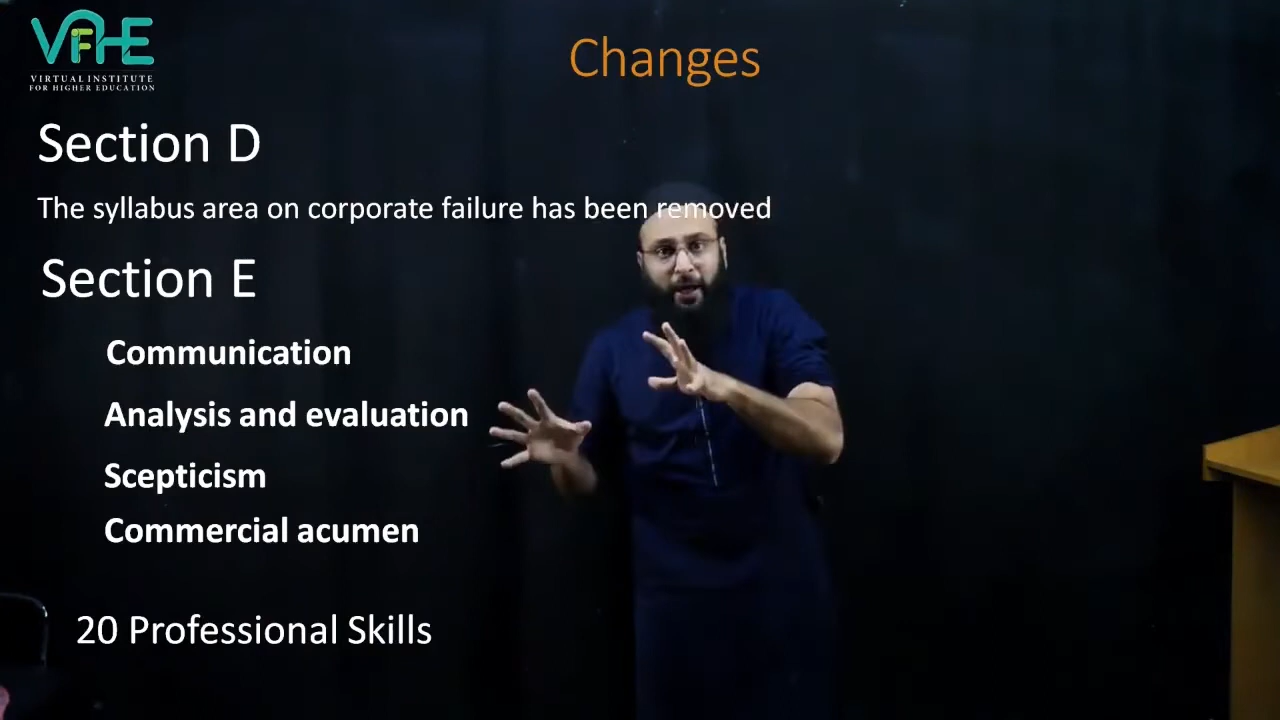 VIFHE
VIRTUAL INSTITUTE
FOR HIGHER EDUCATION
Changes
Section D
The syllabus area on corporate failure has been removed
Section E
Communication
Analysis and evaluation
Scepticism
Commercial acumen
20 Professional Skills